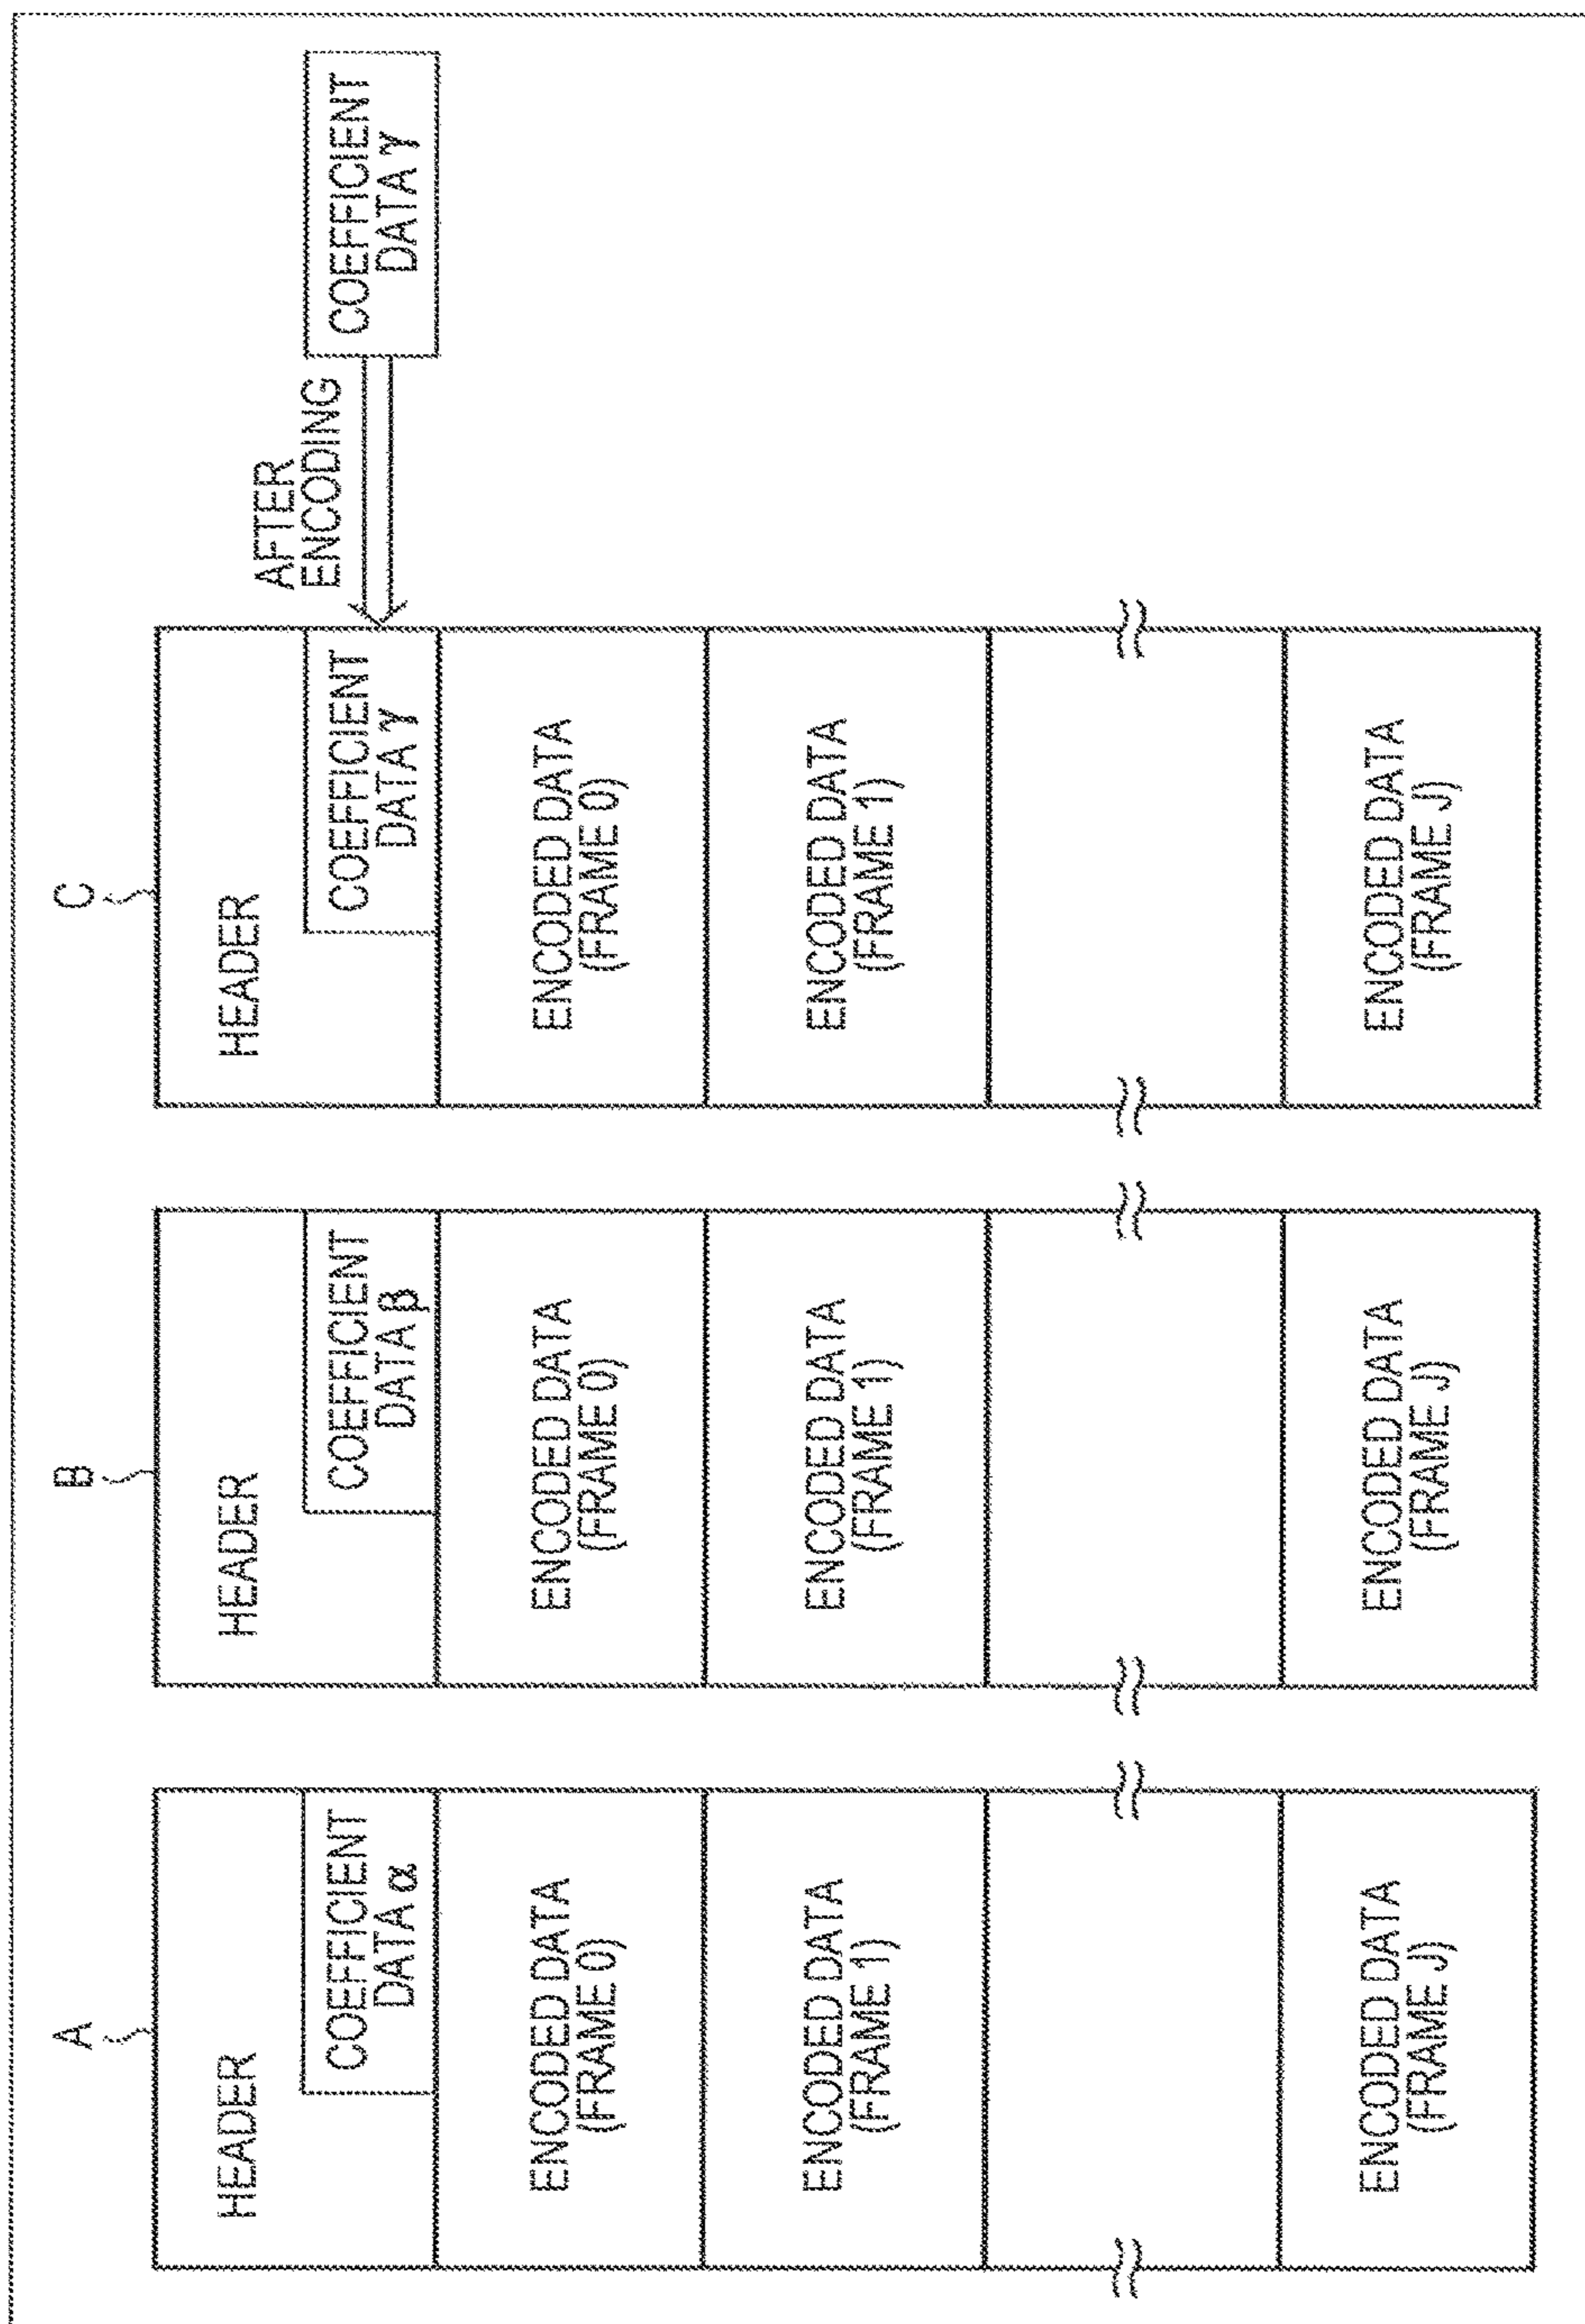 A
HEADER
COEFFICIENT
DATA α
ENCODED DATA
(FRAME 0)
ENCODED DATA
(FRAME 1)
ENCODED DATA
(FRAME J)
B
HEADER
COEFFICIENT
DATA β
ENCODED DATA
(FRAME 0)
ENCODED DATA
(FRAME 1)
ENCODED DATA
(FRAME J)
C
HEADER
COEFFICIENT
DATA γ
ENCODED DATA
(FRAME 0)
ENCODED DATA
(FRAME 1)
ENCODED DATA
(FRAME J)
AFTER
ENCODING
COEFFICIENT
DATA γ